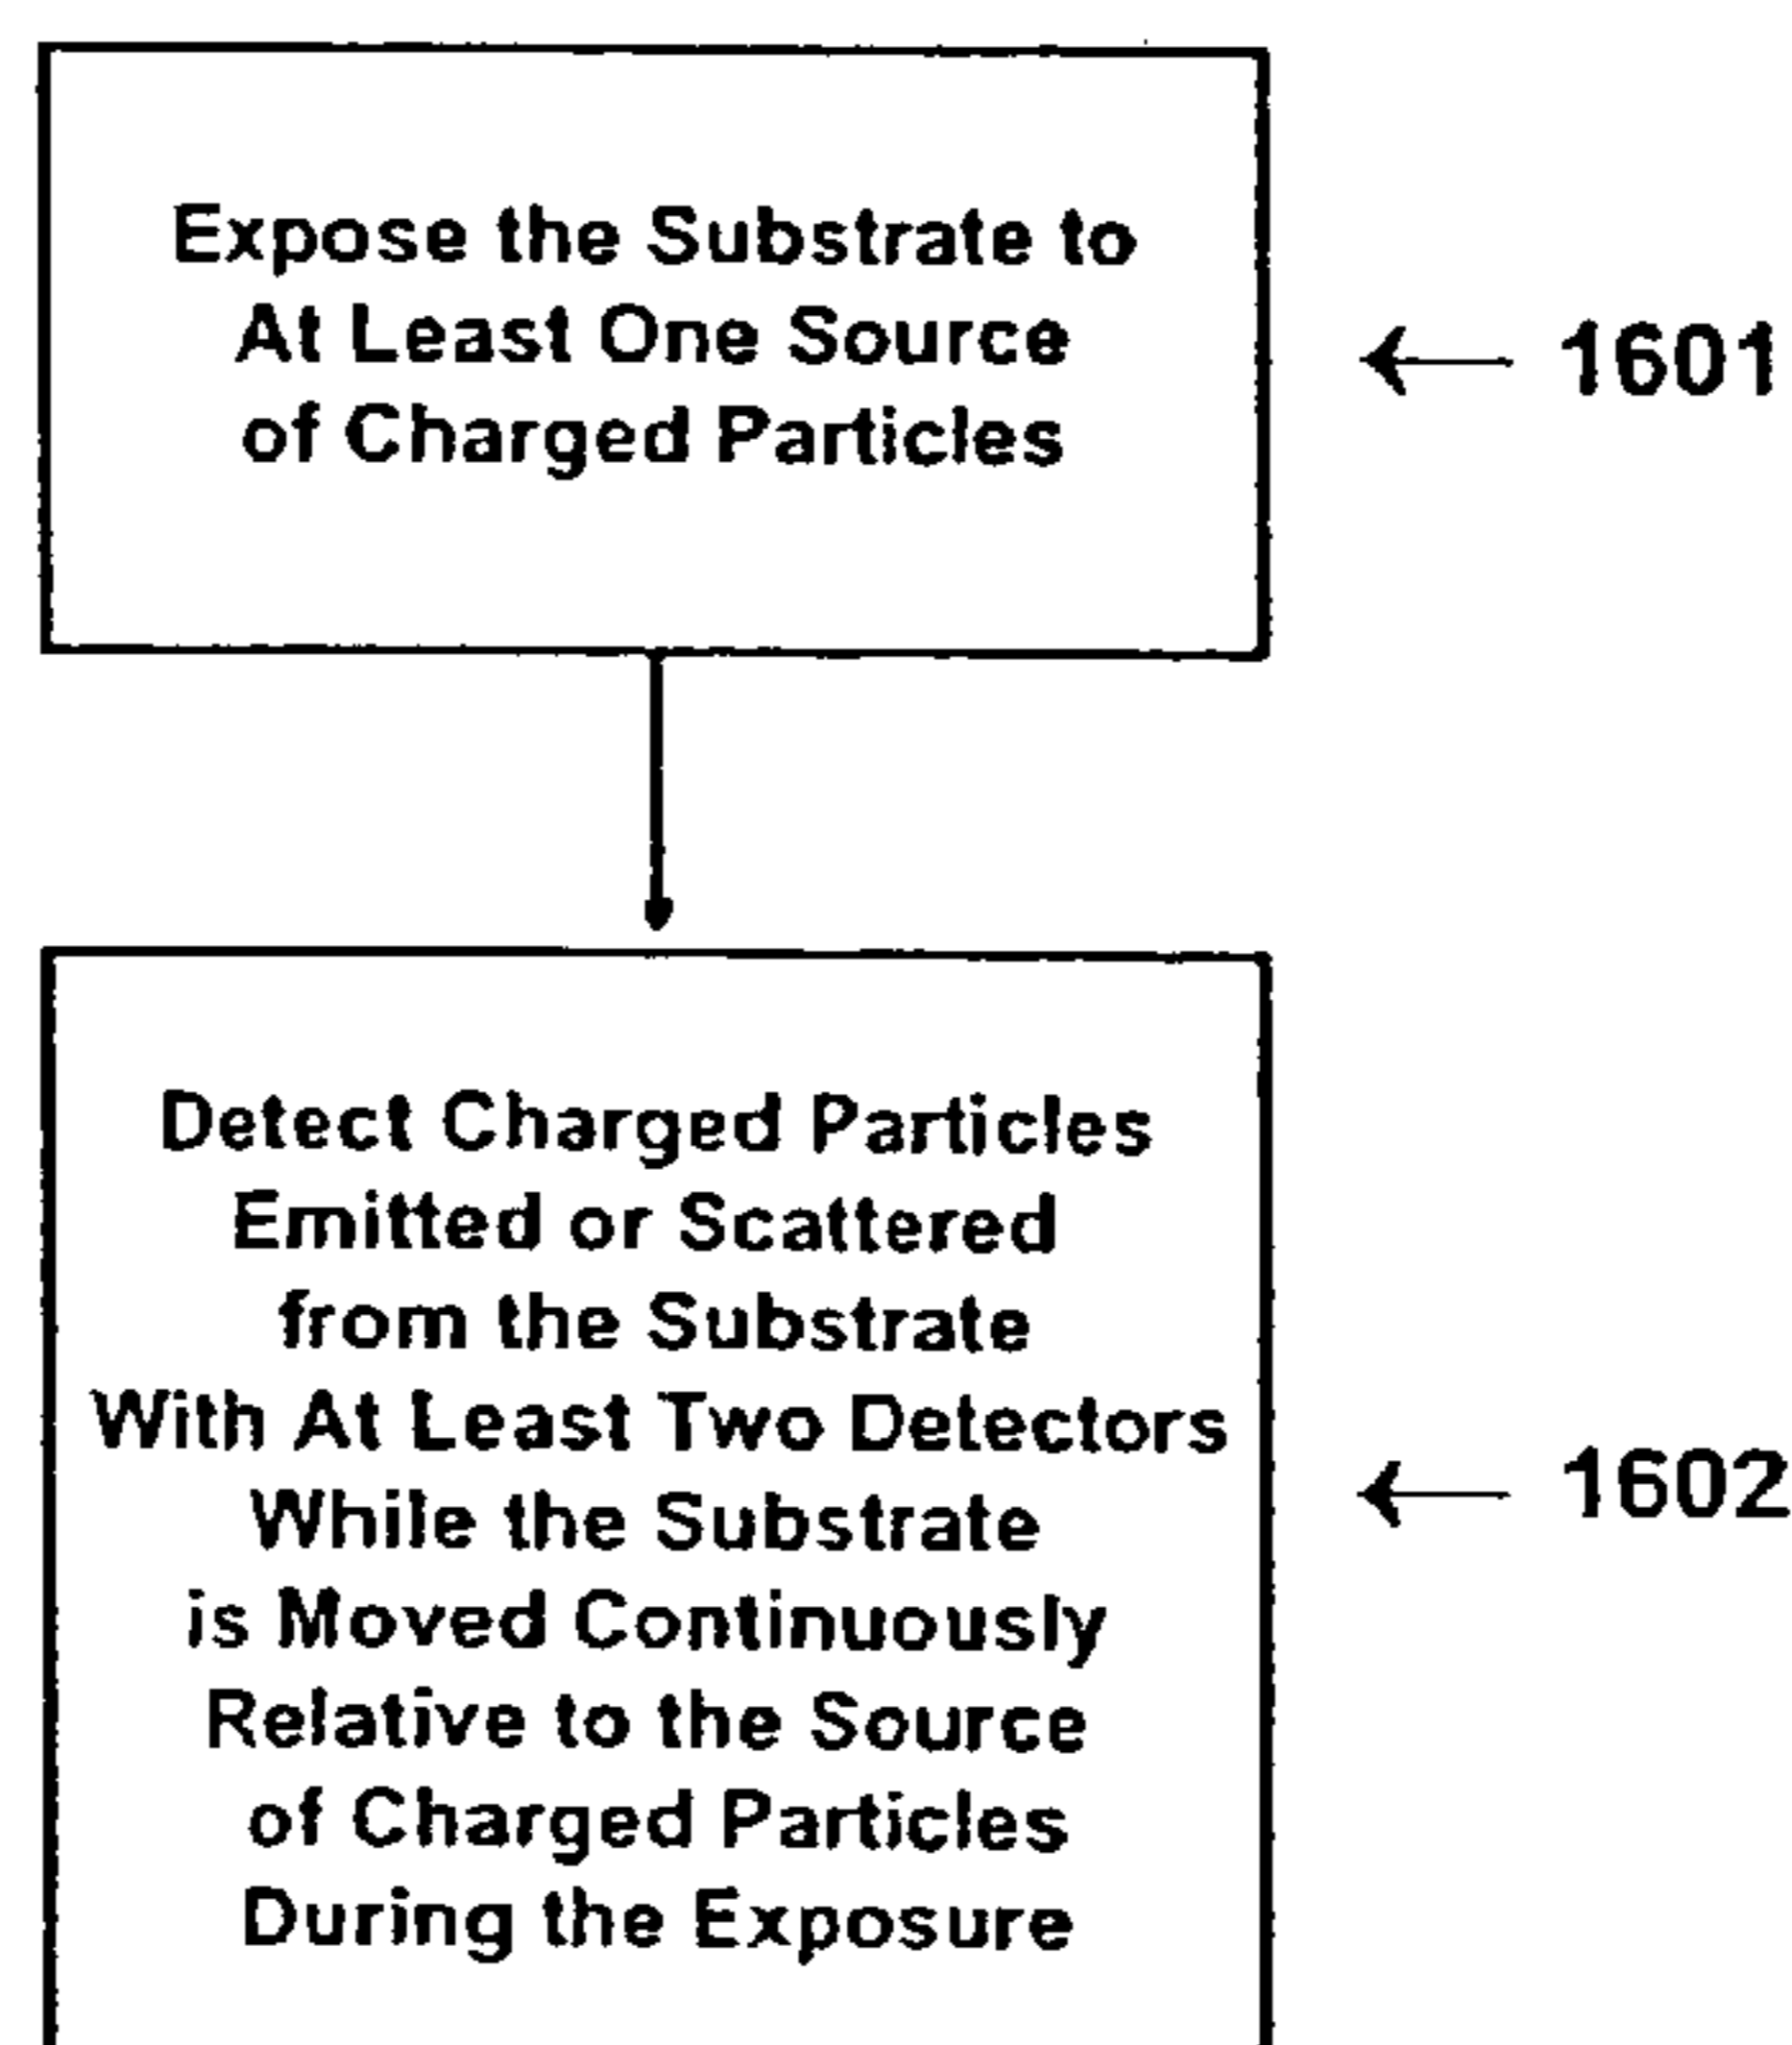 Expose the Substrate to
At Least One Source
of Charged Particles
1601
Detect Charged Particles
Emitted or Scattered
from the Substrate
With At Least Two Detectors
While the Substrate
is Moved Continuously
Relative to the Source
of Charged Particles
During the Exposure
1602